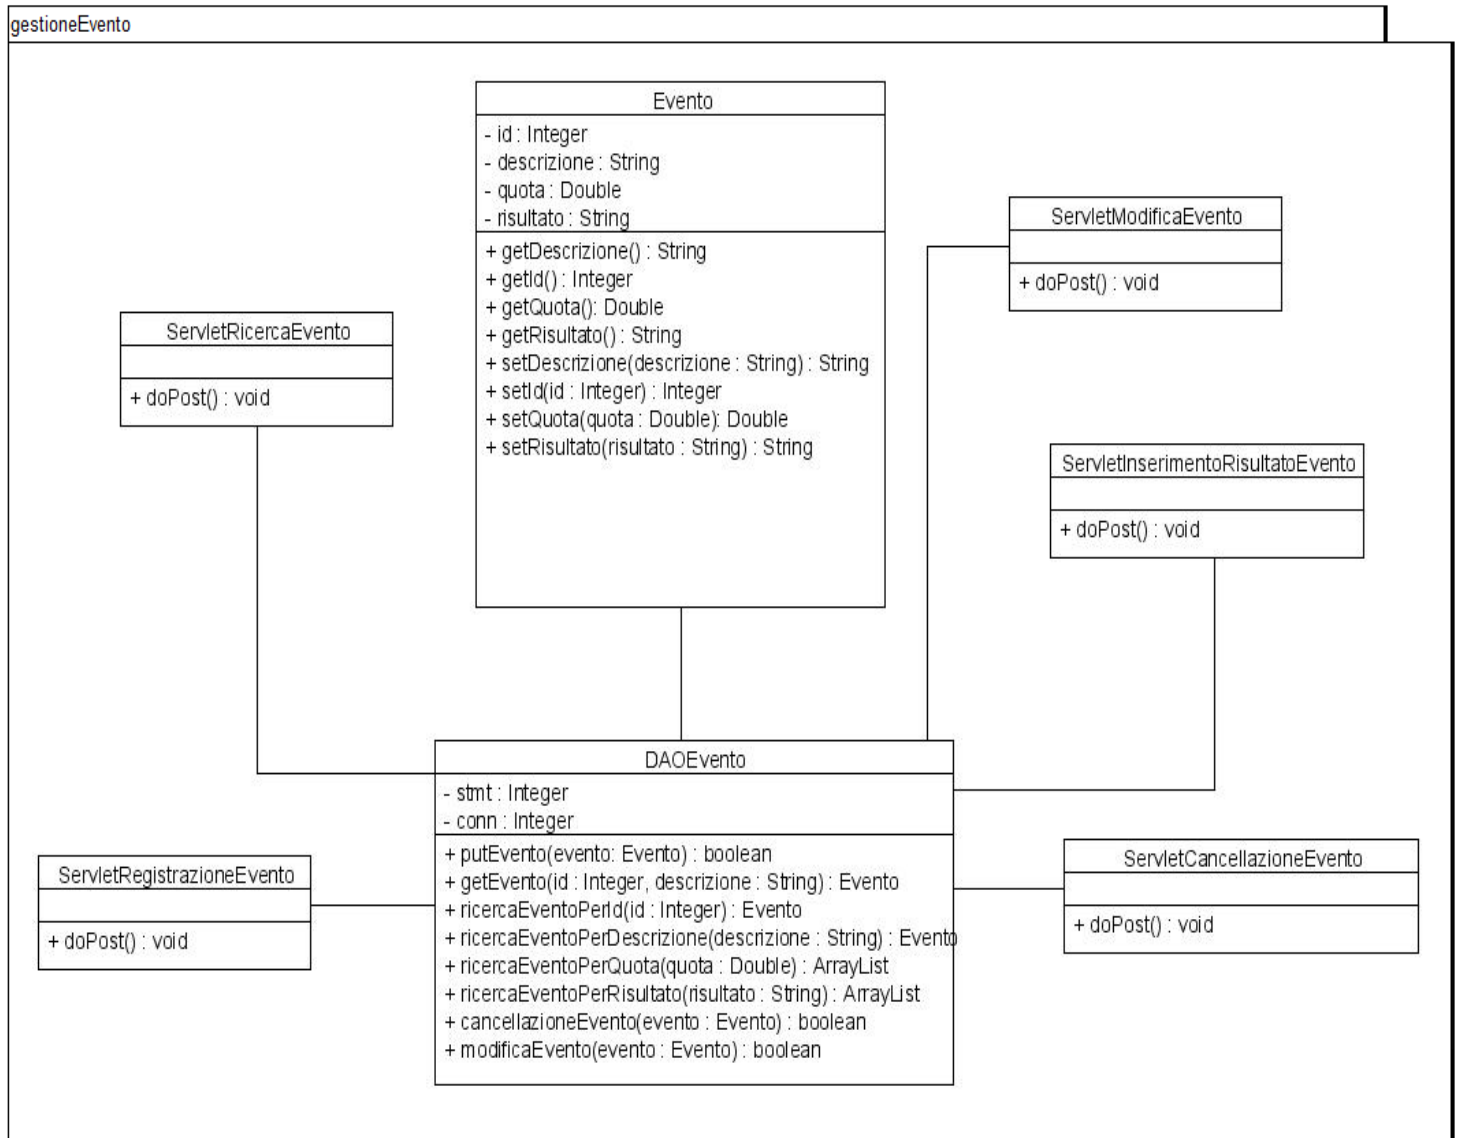 gestioneEvento
Evento
- id : Integer
- descrizione : String
- quota : Double
- risultato : String
+ getDescrizione() : String
+ getId() : Integer
+ getQuota(): Double
+ getRisultato() : String
+ setDescrizione(descrizione : String) : String
+ setId(id : Integer) : Integer
+ setQuota(quota : Double): Double
+ setRisultato(risultato : String) : String
ServletModificaEvento
+ doPost() : void
ServletRicercaEvento
+ doPost() : void
ServletInserimentoRisultatoEvento
+ doPost() : void
DAOEvento
- stmt : Integer
- conn : Integer
+ putEvento(evento: Evento) : boolean
+ getEvento(id : Integer, descrizione : String) : Evento
+ ricercaEventoPerId(id : Integer) : Evento
+ ricercaEventoPerDescrizione(descrizione : String) : Evento
+ ricercaEventoPerQuota(quota : Double) : ArrayList
+ ricercaEventoPerRisultato(risultato : String) : ArrayList
+ cancellazioneEvento(evento : Evento) : boolean
+ modificaEvento(evento : Evento) : boolean
ServletRegistrazioneEvento
+ doPost() : void
ServletCancellazioneEvento
+ doPost() : void